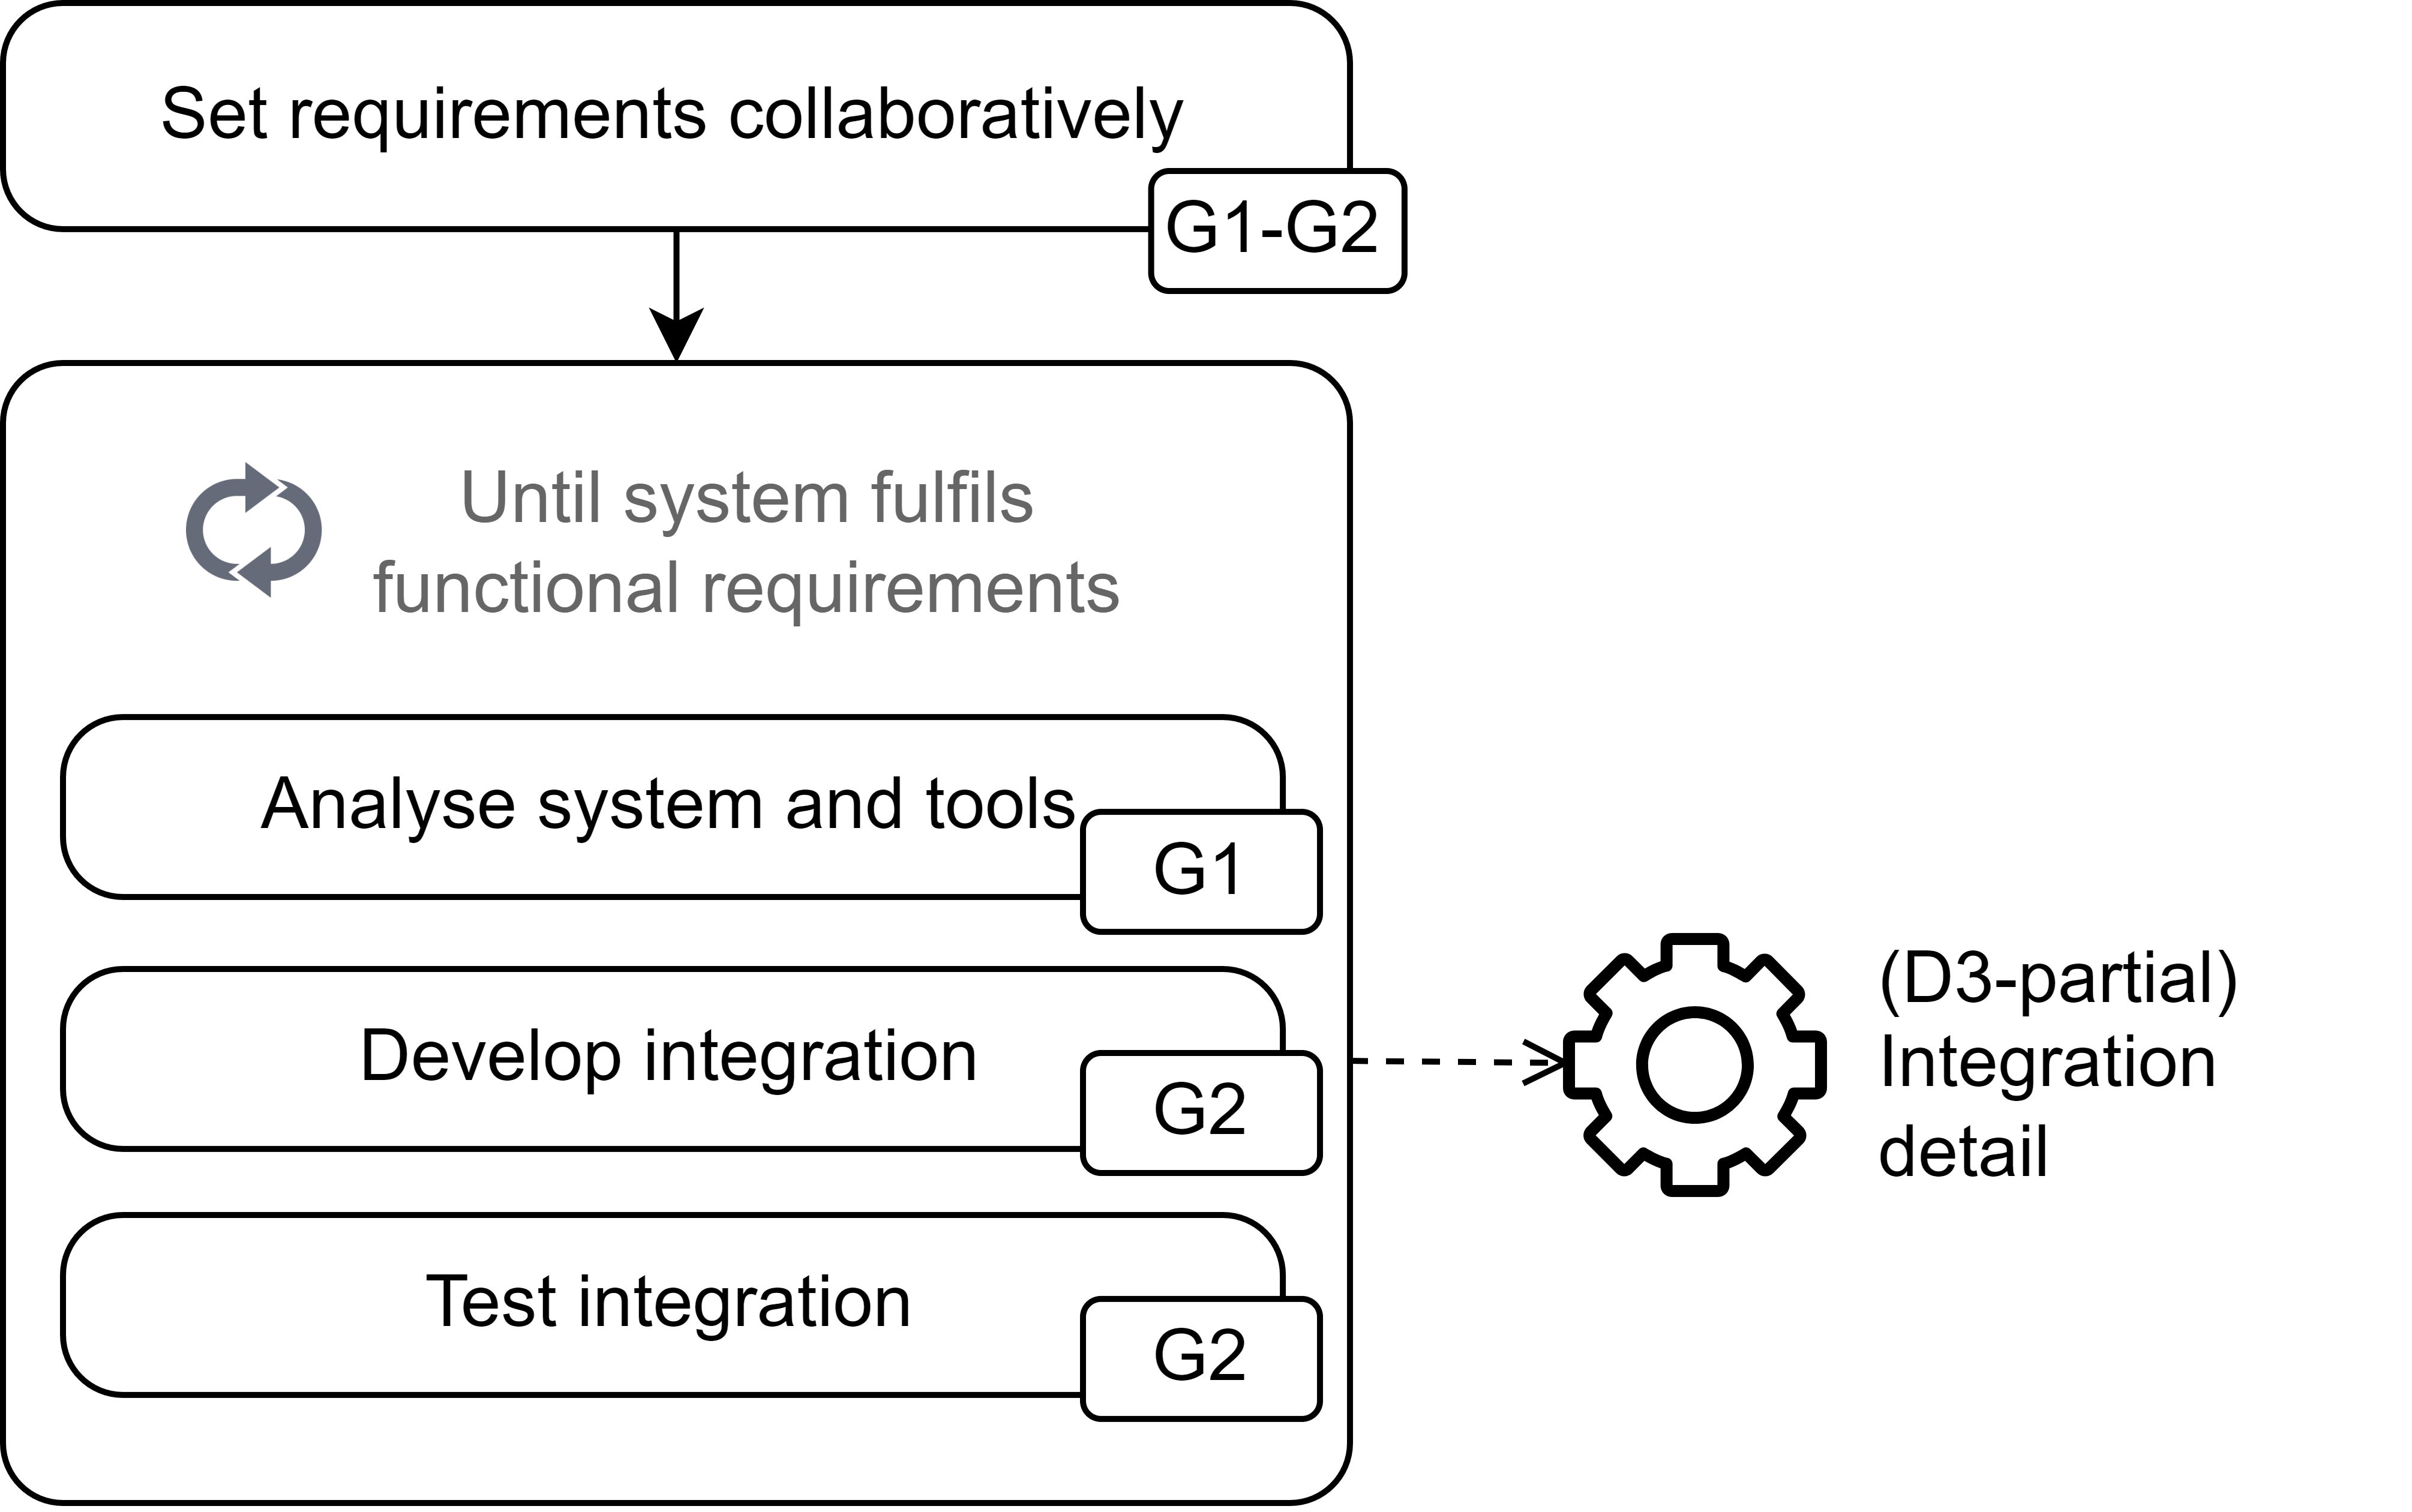 Set requirements collaboratively
G1-G2
Until system fulfils
functional requirements
Analyse system and tools
G1
Develop integration
G2
Test integration
G2
(D3-partial)
Integration
detail